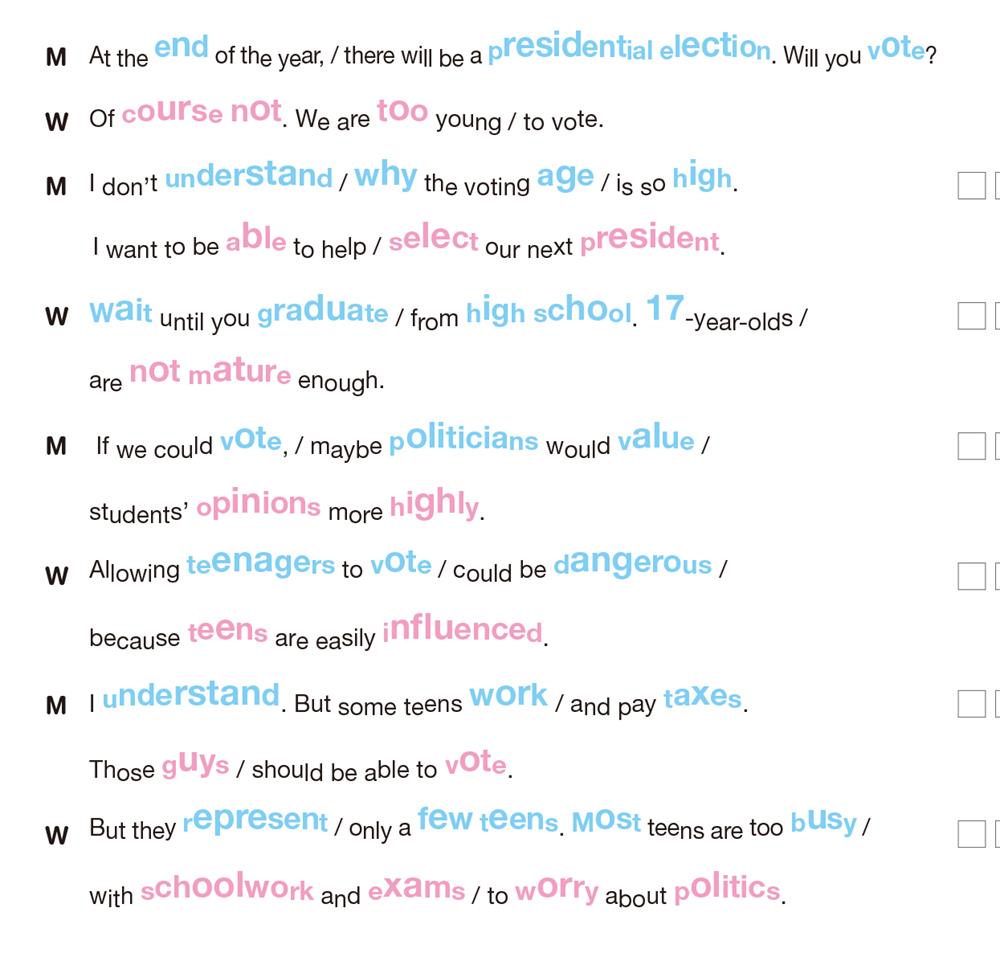 M At the end of the year, / there will be a presidential election. Will you vote?
W Of course not. We are too young / to vote.
M I don't understand / why the voting age / is so high.
I want to be able to help / select our next president.
W wait until you graduate / from high school. 17-year-olds /
are not mature enough.
M If we could vote, / maybe politicians would value /
students' opinions more highly.
W Allowing teenagers to vote / could be dangerous /
because teens are easily influenced.
M I understand. But some teens work / and pay taxes.
Those guys / should be able to vote.
W But they represent / only a few teens. Most teens are too busy /
with schoolwork and exams / to worry about politics.